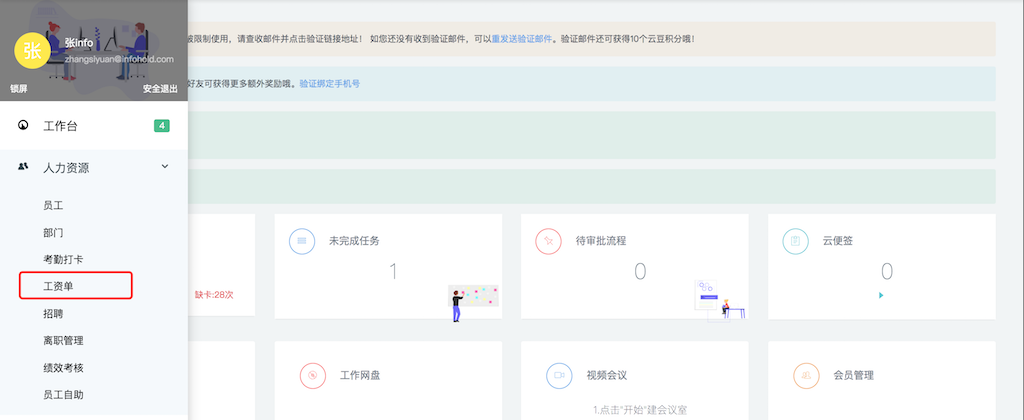 张
张info
zhangsiyuan@infohold.com
锁屏
安全退出
被限制使用，请查收邮件并点击验证链接地址！ 如您还没有收到验证邮件，可以重发送验证邮件。验证邮件还可获得10个云豆积分哦！
好友可获得更多额外奖励哦。验证绑定手机号
工作台
4
人力资源
员工
部门
考勤打卡
工资单
招聘
离职管理
绩效考核
员工自助
缺卡:28次
未完成任务
1
待审批流程
0
云便签
0
工作网盘
视频会议
1.点击"开始"建会议室
会员管理